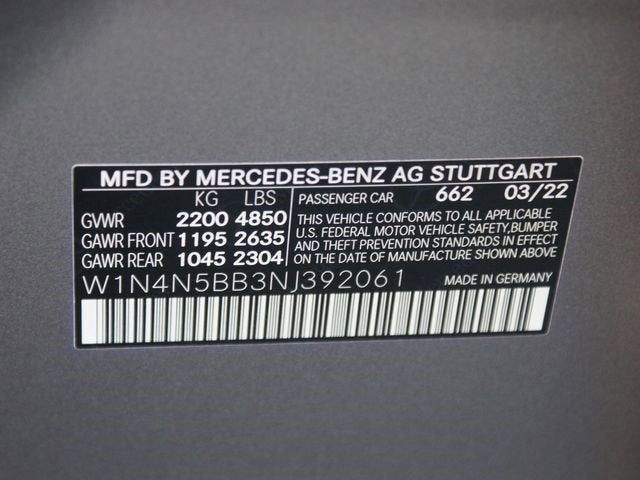 MFD BY MERCEDES-BENZ AG STUTTGART
KG LBS PASSENGER CAR 662 03/22
GVWR 2200 4850
GAWR FRONT 1195 2635
GAWR REAR 1045 2304
THIS VEHICLE CONFORMS TO ALL APPLICABLE
U.S. FEDERAL MOTOR VEHICLE SAFETY,BUMPER
AND THEFT PREVENTION STANDARDS IN EFFECT
ON THE DATE OF MANUFACTURE SHOWN ABOVE.
W1N4N5BB3NJ392061 MADE IN GERMANY